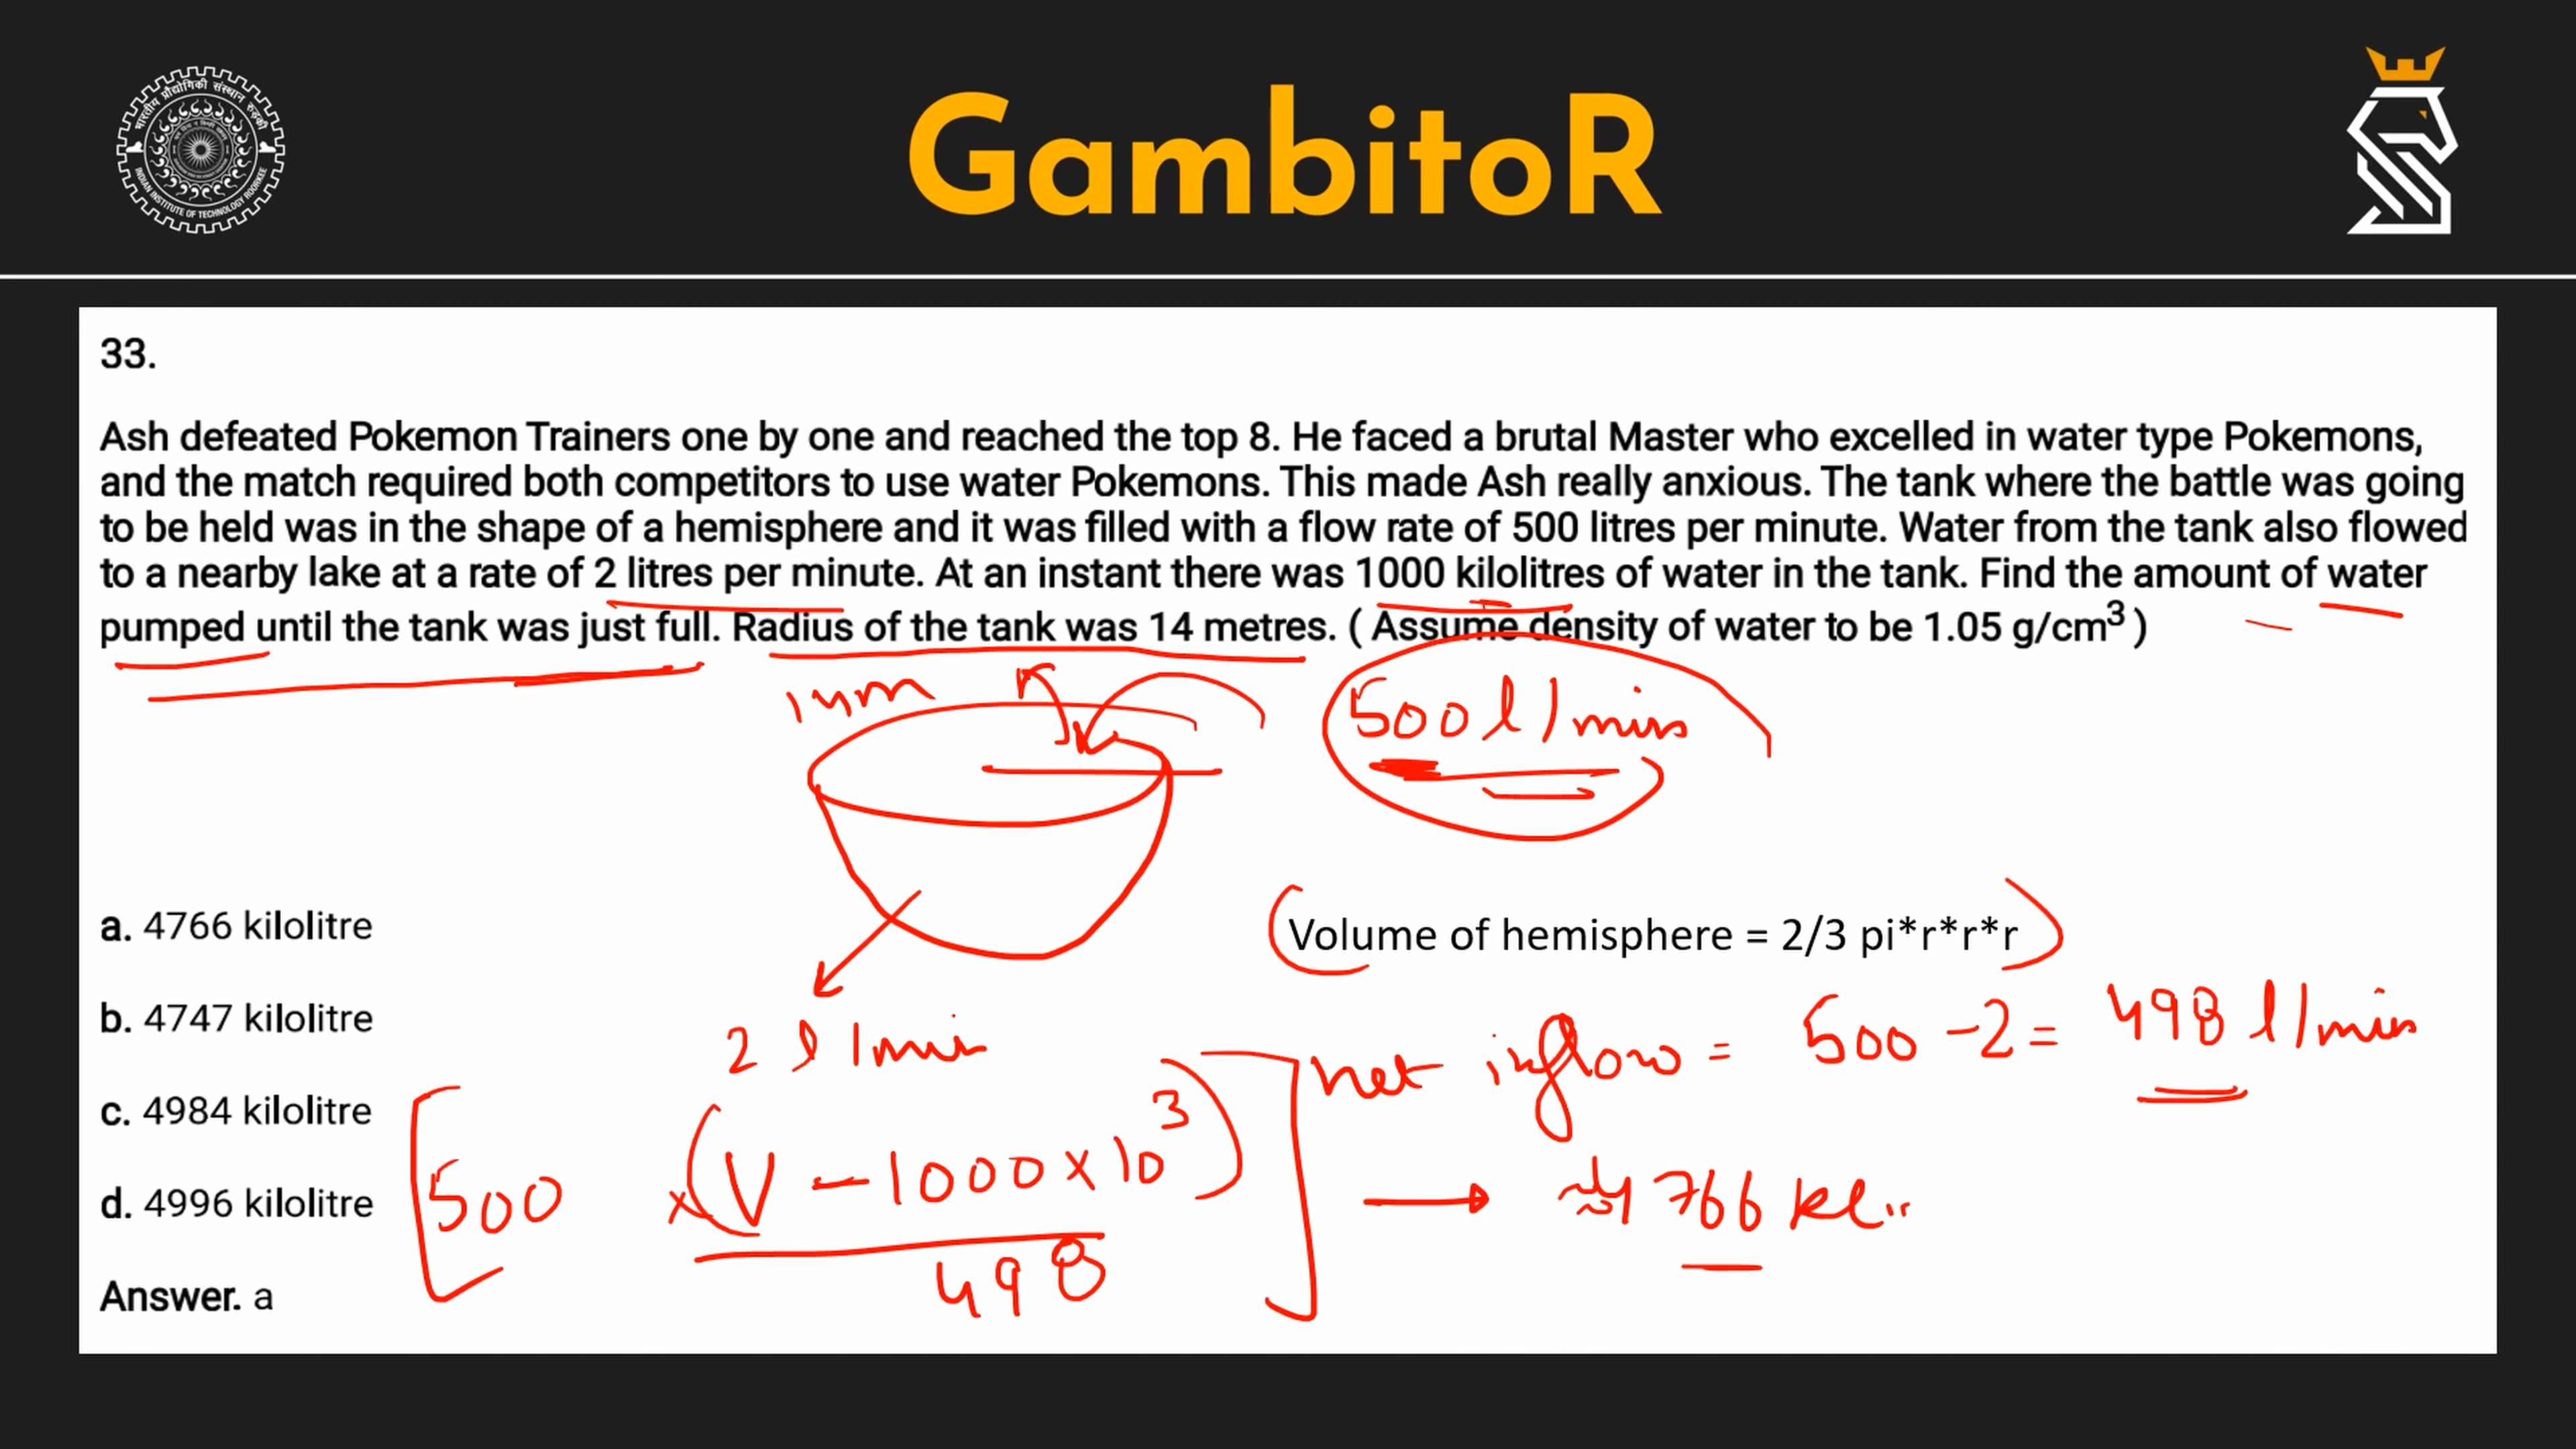 भारतीय प्रौद्योगिकी संस्थान रुड़की
INDIAN INSTITUTE OF TECHNOLOGY ROORKEE
GambitoR
33.
Ash defeated Pokemon Trainers one by one and reached the top 8. He faced a brutal Master who excelled in water type Pokemons,
and the match required both competitors to use water Pokemons. This made Ash really anxious. The tank where the battle was going
to be held was in the shape of a hemisphere and it was filled with a flow rate of 500 litres per minute. Water from the tank also flowed
to a nearby lake at a rate of 2 litres per minute. At an instant there was 1000 kilolitres of water in the tank. Find the amount of water
pumped until the tank was just full. Radius of the tank was 14 metres. ( Assume density of water to be 1.05 g/cm³ )
14m
500 l/min
a. 4766 kilolitre
Volume of hemisphere = 2/3 pi*r*r*r
b. 4747 kilolitre
2 l/min
net inflow = 500 - 2 = 498 l/min
c. 4984 kilolitre
d. 4996 kilolitre
[500 × (V - 1000 × 10³)
498 ] → ≈ 4766 kl..
Answer. a